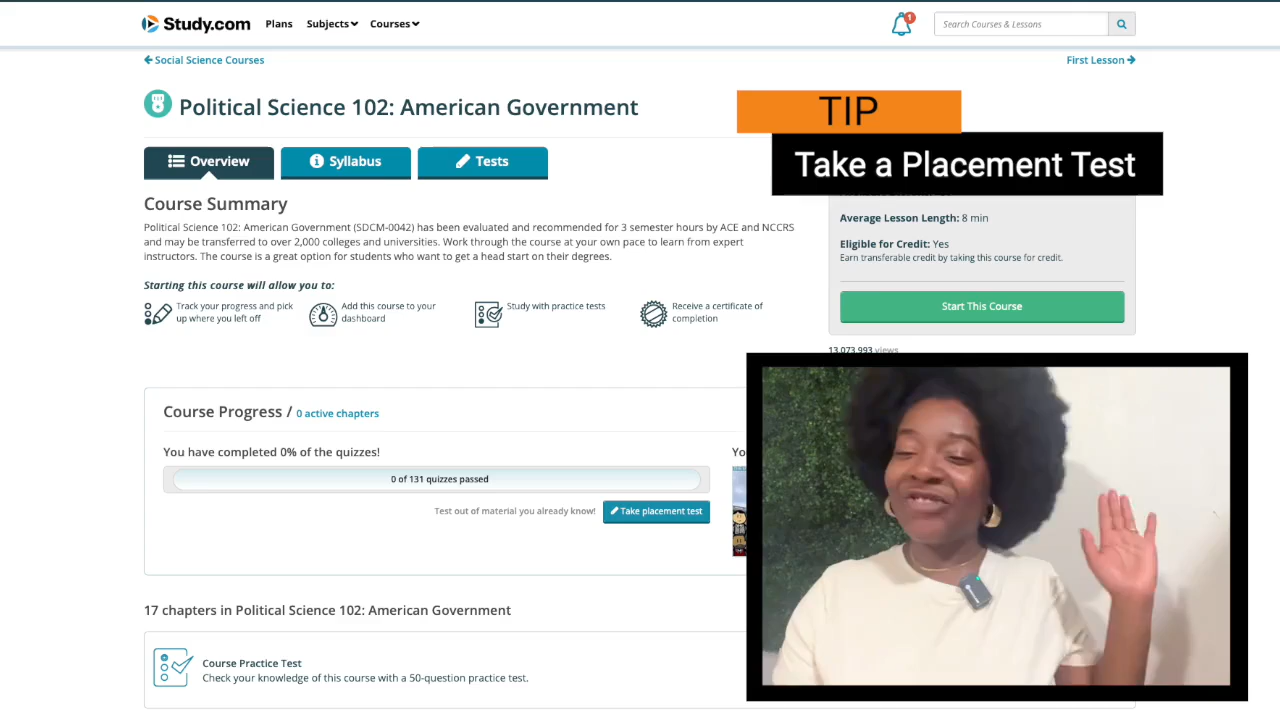 Study.com
Plans
Subjects
Courses
1
Search Courses & Lessons
Social Science Courses
First Lesson
Political Science 102: American Government
TIP
Take a Placement Test
Overview
Syllabus
Tests
Course Summary
Political Science 102: American Government (SDCM-0042) has been evaluated and recommended for 3 semester hours by ACE and NCCRS
and may be transferred to over 2,000 colleges and universities. Work through the course at your own pace to learn from expert
instructors. The course is a great option for students who want to get a head start on their degrees.
Starting this course will allow you to:
Track your progress and pick
up where you left off
Add this course to your
dashboard
Study with practice tests
Receive a certificate of
completion
Average Lesson Length: 8 min
Eligible for Credit: Yes
Earn transferable credit by taking this course for credit.
Start This Course
13,073,993 views
Course Progress / 0 active chapters
You have completed 0% of the quizzes!
Yo
0 of 131 quizzes passed
Test out of material you already know!
Take placement test
17 chapters in Political Science 102: American Government
Course Practice Test
Check your knowledge of this course with a 50-question practice test.